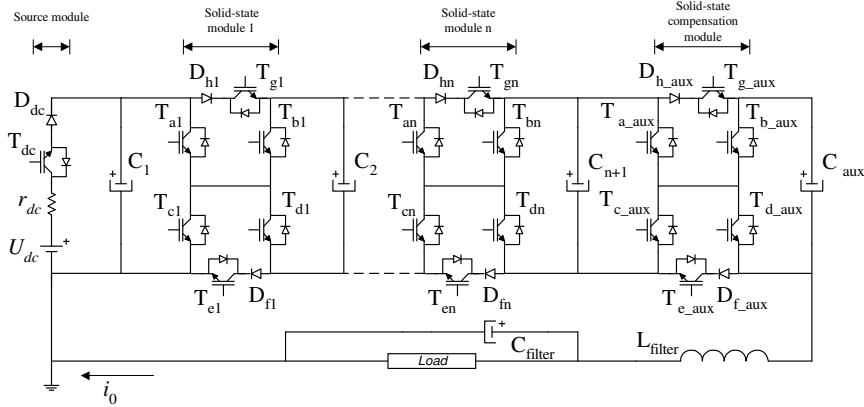 Source module
Solid-state
module 1
Solid-state
module n
Solid-state
compensation
module
D_dc
T_dc
r_dc
U_dc
+
+
C_1
D_h1
T_g1
T_a1
T_b1
T_c1
T_d1
T_e1
D_f1
+
C_2
D_hn
T_gn
T_an
T_bn
T_cn
T_dn
T_en
D_fn
+
C_n+1
D_h_aux
T_g_aux
T_a_aux
T_b_aux
T_c_aux
T_d_aux
T_e_aux
D_f_aux
+
C_aux
+
C_filter
Load
L_filter
i_0